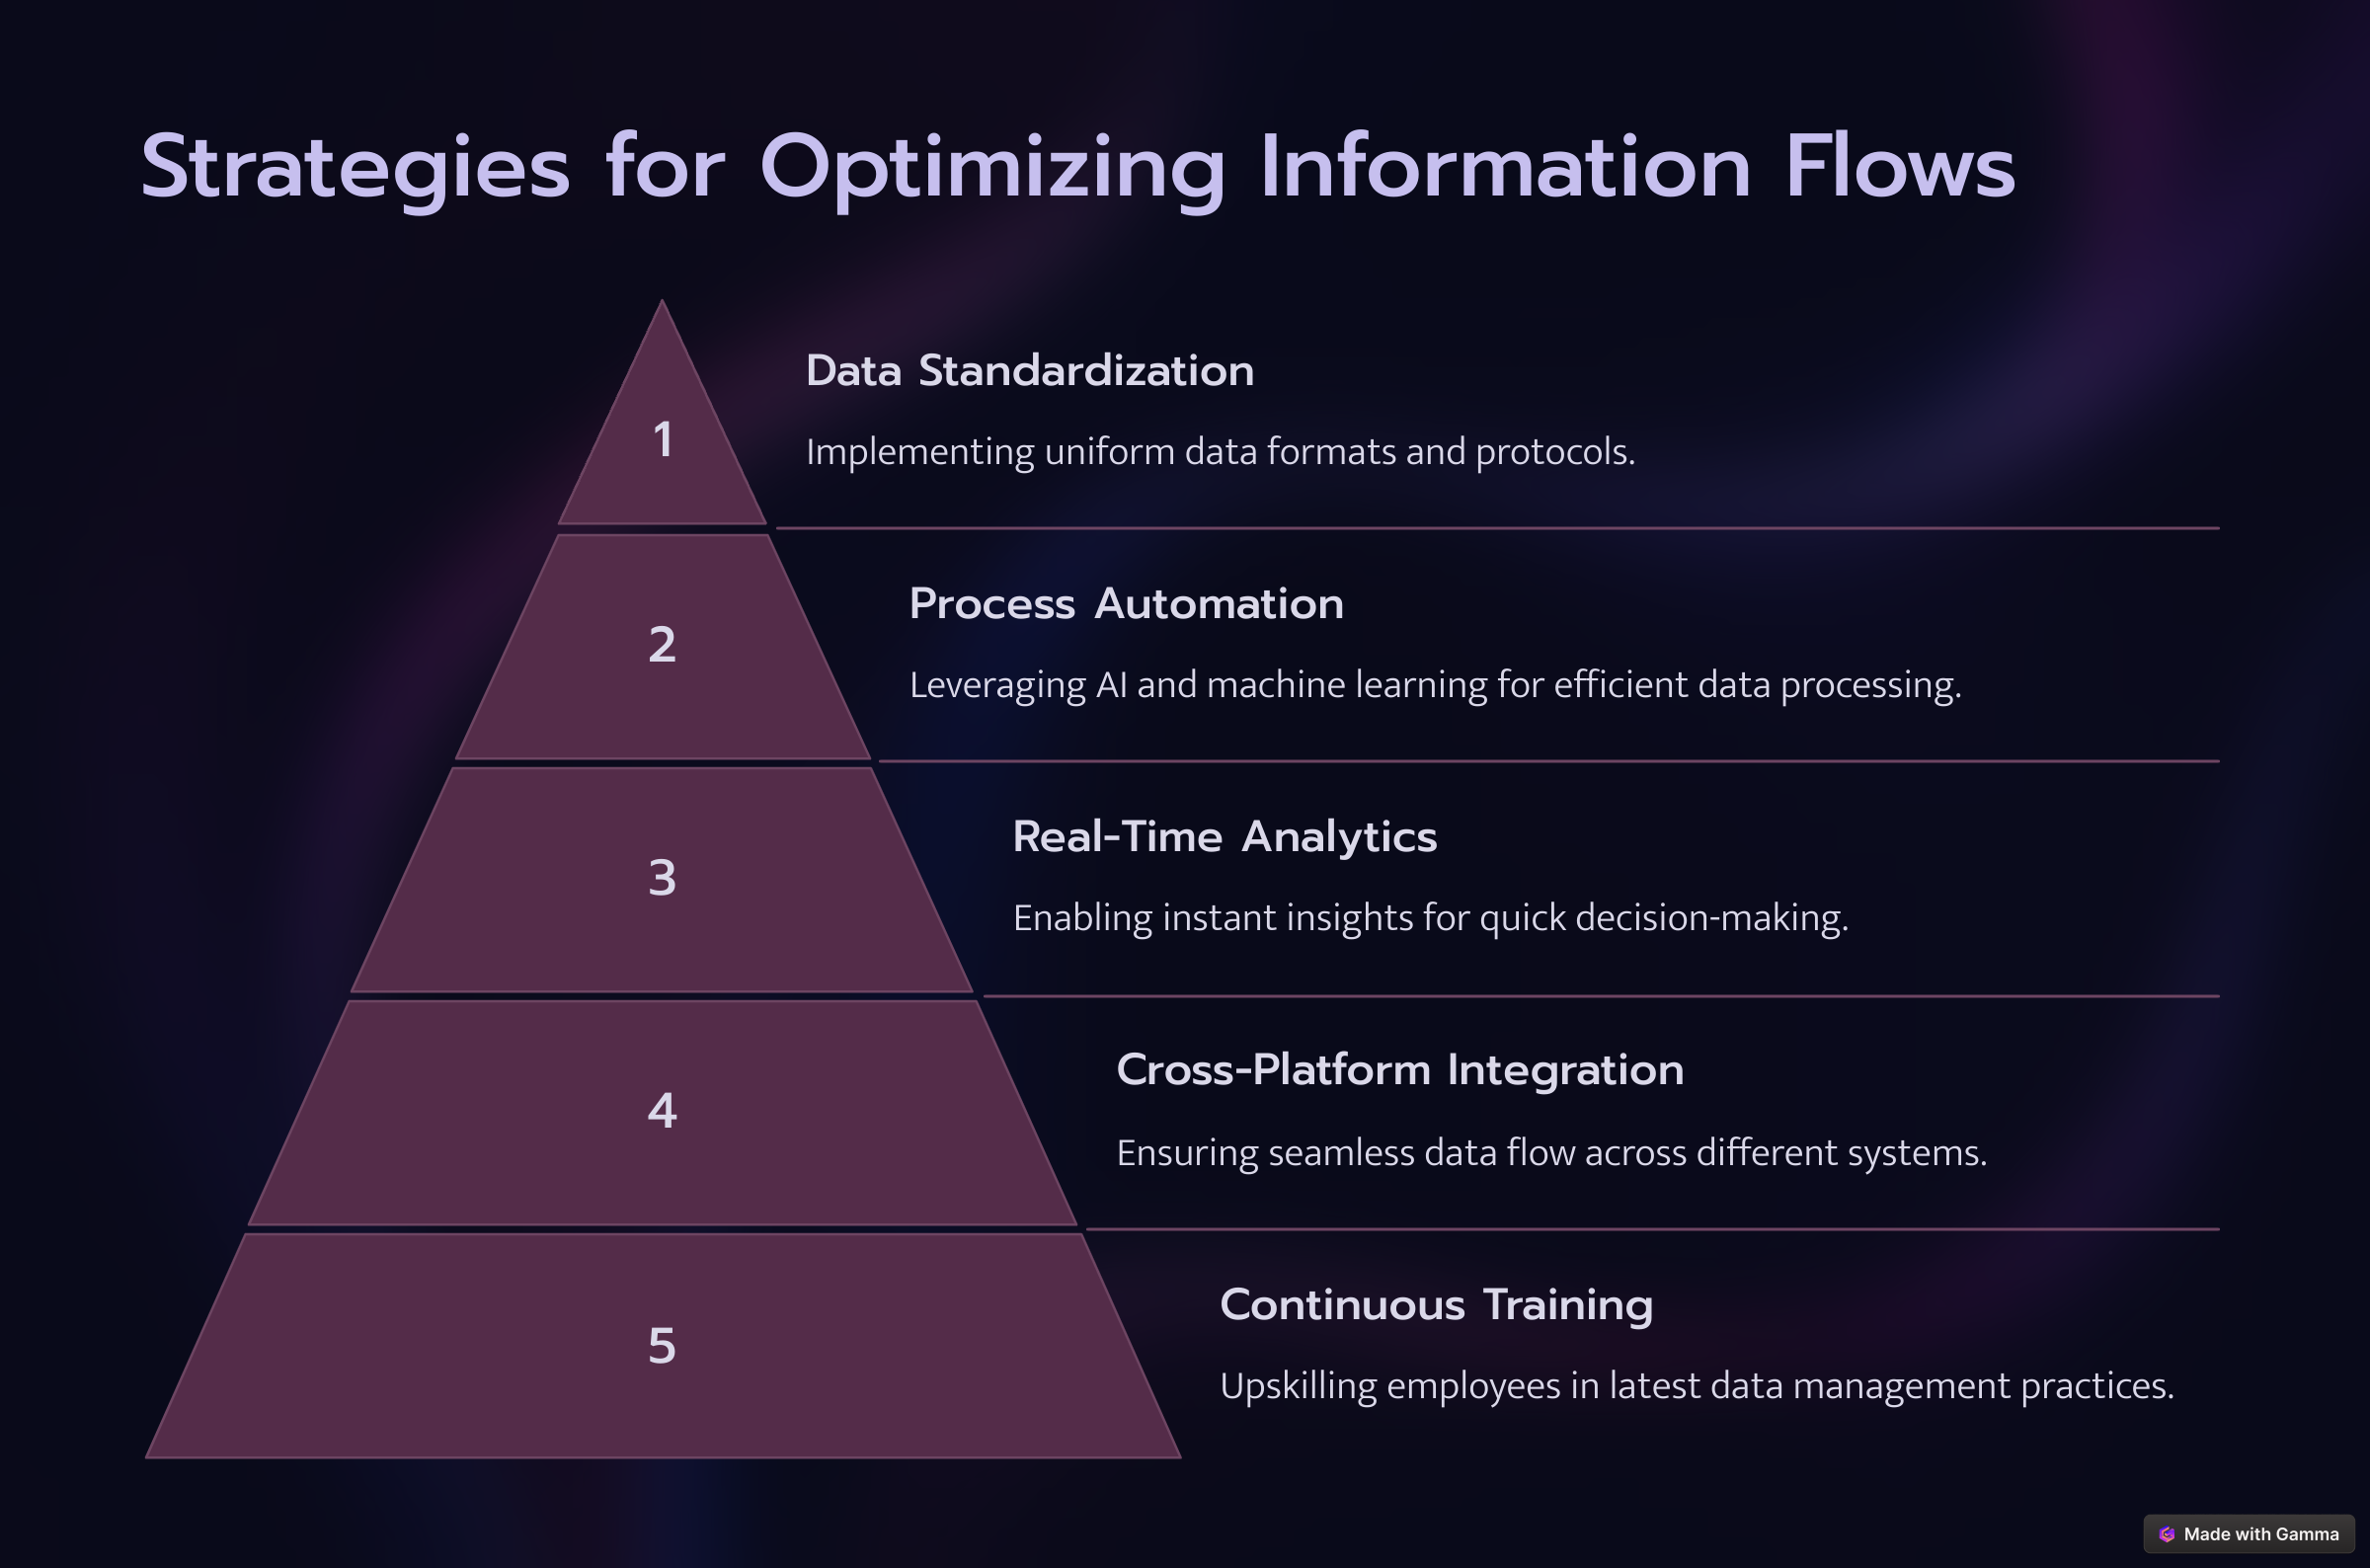 Strategies for Optimizing Information Flows
1
Data Standardization
Implementing uniform data formats and protocols.
2
Process Automation
Leveraging AI and machine learning for efficient data processing.
3
Real-Time Analytics
Enabling instant insights for quick decision-making.
4
Cross-Platform Integration
Ensuring seamless data flow across different systems.
5
Continuous Training
Upskilling employees in latest data management practices.
Made with Gamma